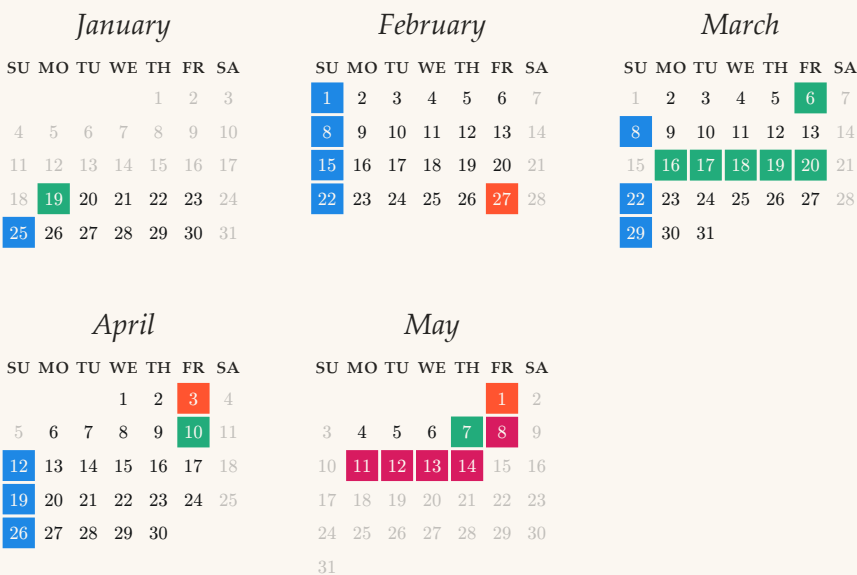 January
SU MO TU WE TH FR SA
1 2 3
4 5 6 7 8 9 10
11 12 13 14 15 16 17
18 19 20 21 22 23 24
25 26 27 28 29 30 31
February
SU MO TU WE TH FR SA
1 2 3 4 5 6 7
8 9 10 11 12 13 14
15 16 17 18 19 20 21
22 23 24 25 26 27 28
March
SU MO TU WE TH FR SA
1 2 3 4 5 6 7
8 9 10 11 12 13 14
15 16 17 18 19 20 21
22 23 24 25 26 27 28
29 30 31
April
SU MO TU WE TH FR SA
1 2 3 4
5 6 7 8 9 10 11
12 13 14 15 16 17 18
19 20 21 22 23 24 25
26 27 28 29 30
May
SU MO TU WE TH FR SA
1 2
3 4 5 6 7 8 9
10 11 12 13 14 15 16
17 18 19 20 21 22 23
24 25 26 27 28 29 30
31